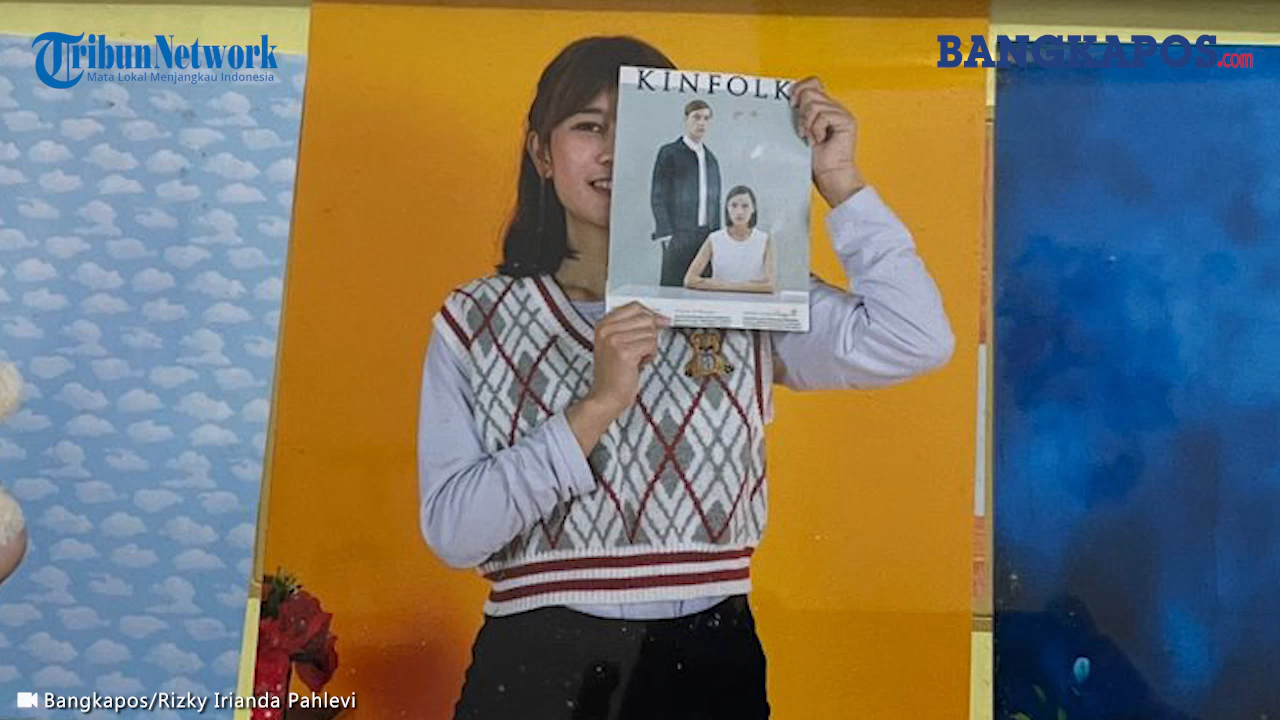 TribunNetwork
Mata Lokal Menjangkau Indonesia
BANGKAPOS.com
KINFOLK
Bangkapos/Rizky Irianda Pahlevi